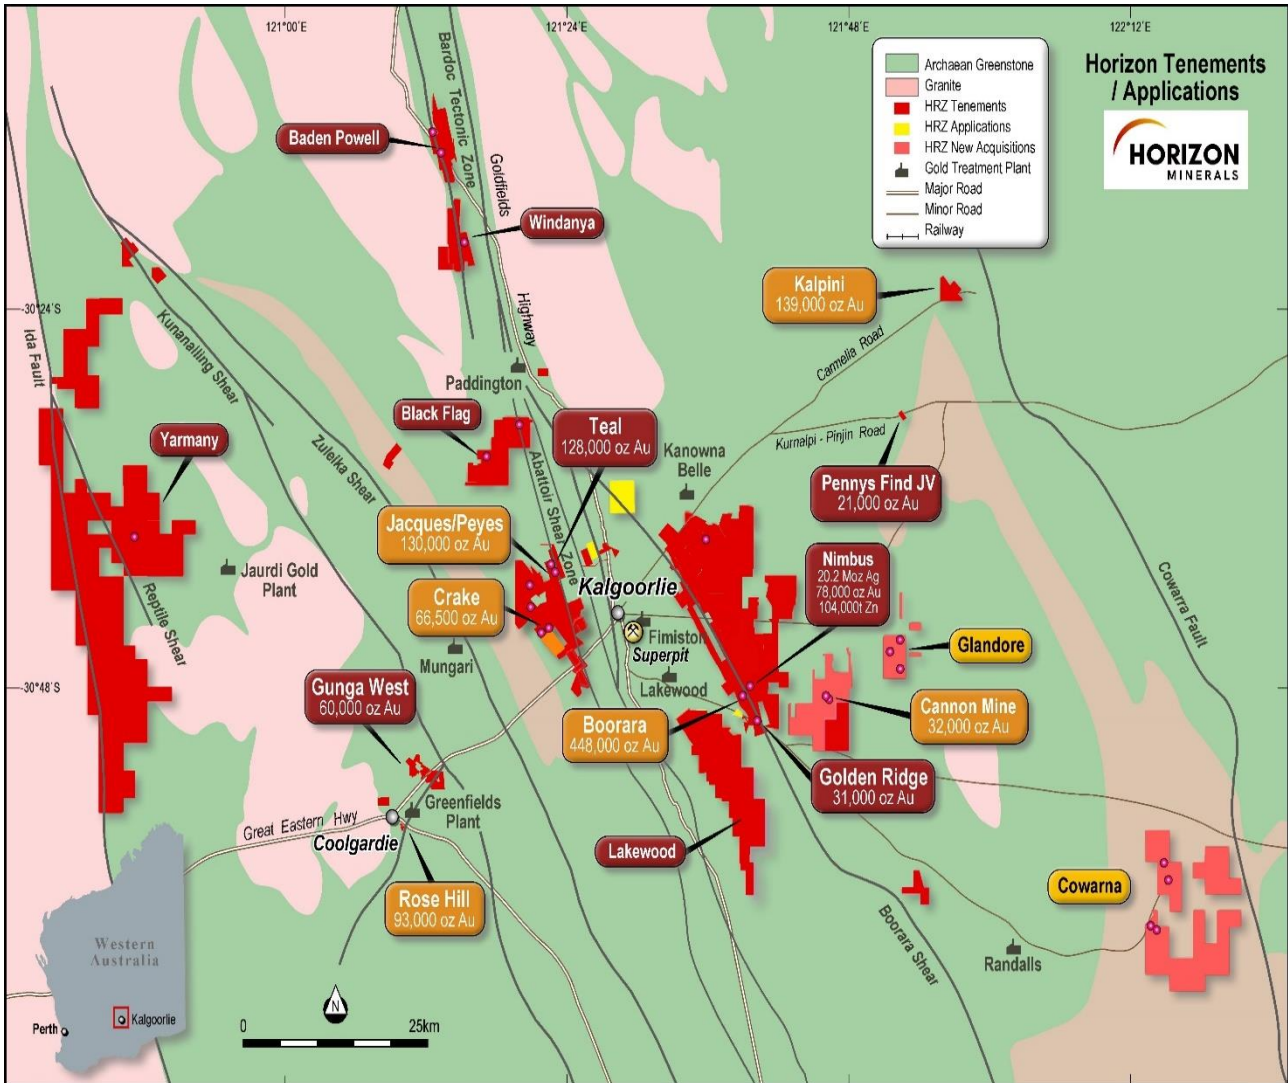 121°00'E
121°24'E
121°48'E
122°12'E
Horizon Tenements
/ Applications
HORIZON
MINERALS
Archaean Greenstone
Granite
HRZ Tenements
HRZ Applications
HRZ New Acquisitions
Gold Treatment Plant
Major Road
Minor Road
Railway
Bardoc Tectonic Zone
Goldfields
Highway
Baden Powell
Windanya
Kalpini
139,000 oz Au
-30°24'S
Ida Fault
Kunanalling Shear
Carmelia Road
Paddington
Black Flag
Teal
128,000 oz Au
Kurnalpi - Pinjin Road
Kanowna
Belle
Yarmany
Zuleika Shear
Abattoir Shear Zone
Pennys Find JV
21,000 oz Au
Jacques/Peyes
130,000 oz Au
Nimbus
20.2 Moz Ag
78,000 oz Au
104,000t Zn
Jaurdi Gold
Plant
Kalgoorlie
Crake
66,500 oz Au
Reptile Shear
Cowarra Fault
Fimiston
Superpit
Glandore
Mungari
Lakewood
-30°48'S
Gunga West
60,000 oz Au
Cannon Mine
32,000 oz Au
Boorara
448,000 oz Au
Golden Ridge
31,000 oz Au
Greenfields
Plant
Great Eastern Hwy
Coolgardie
Lakewood
Cowarna
Rose Hill
93,000 oz Au
Boorara Shear
Randalls
Western
Australia
Perth
Kalgoorlie
N
0
25km